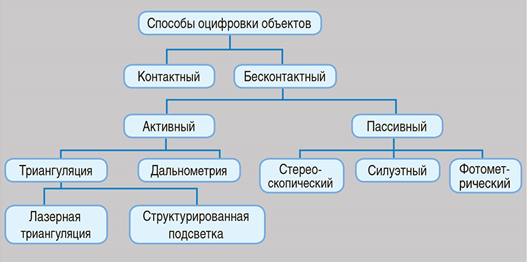 Способы оцифровки объектов
Контактный
Бесконтактный
Активный
Пассивный
Триангуляция
Дальнометрия
Стерео-
скопический
Силуэтный
Фотомет-
рический
Лазерная
триангуляция
Структурированная
подсветка